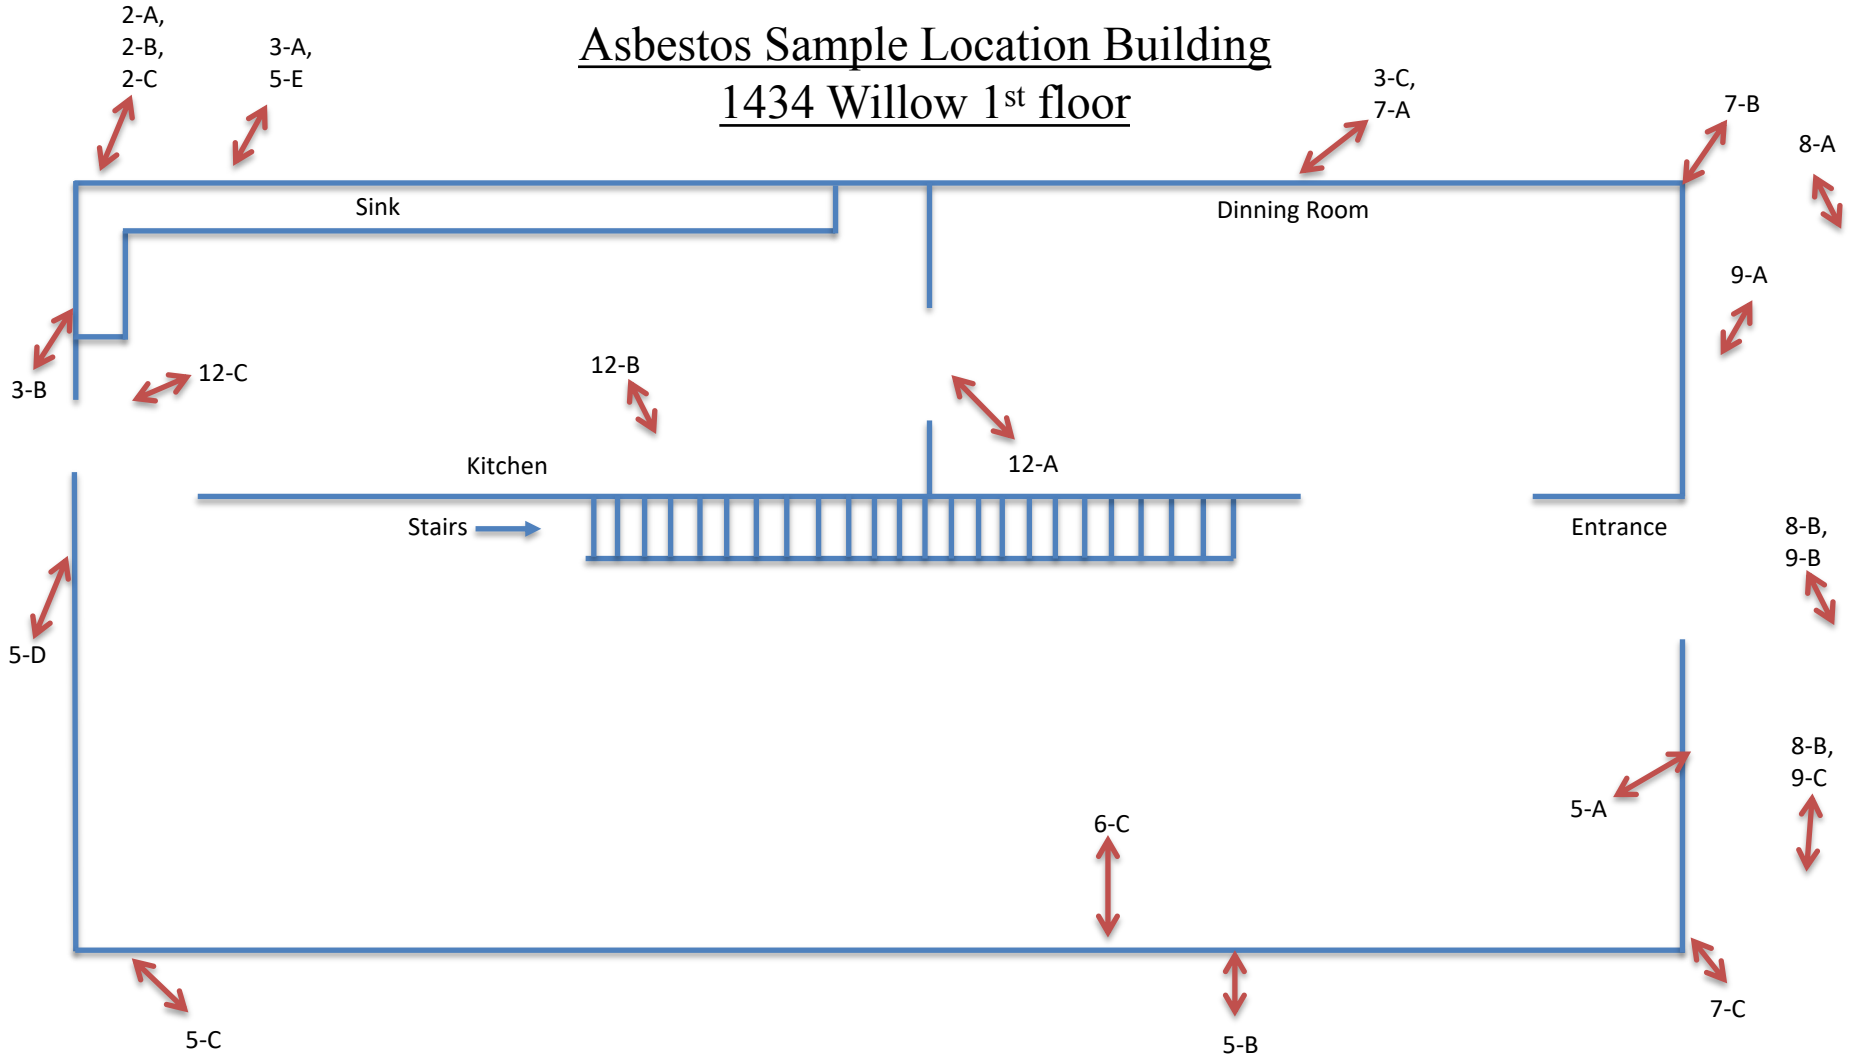 Asbestos Sample Location Building
1434 Willow 1st floor
2-A,
2-B,
2-C
3-A,
5-E
3-C,
7-A
7-B
8-A
Sink
Dinning Room
9-A
3-B
12-C
12-B
12-A
Kitchen
Stairs
Entrance
8-B,
9-B
5-D
8-B,
9-C
5-A
6-C
7-C
5-C
5-B